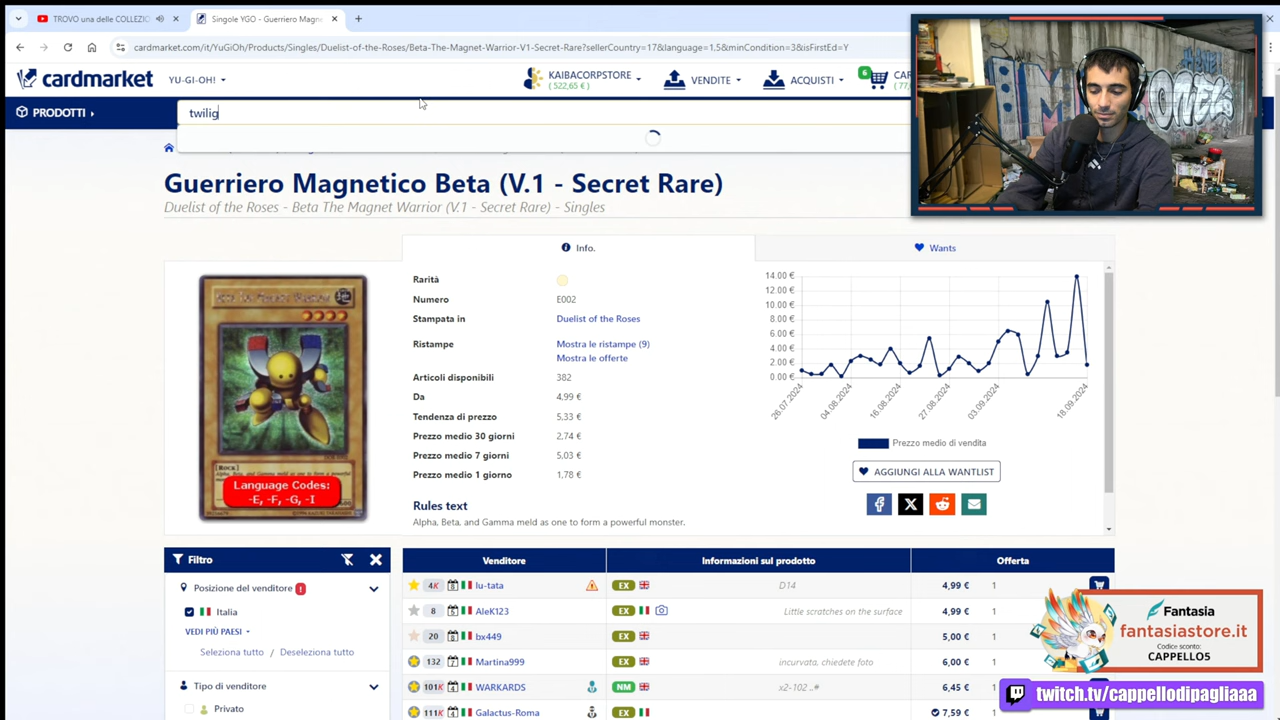 TROVO una delle COLLEZIO
Singole YGO - Guerriero Magn
cardmarket.com/it/YuGiOh/Products/Singles/Duelist-of-the-Roses/Beta-The-Magnet-Warrior-V1-Secret-Rare?sellerCountry=17&language=1,5&minCondition=3&isFirstEd=Y
cardmarket
YU-GI-OH!
KAIBACORPSTORE
( 522,65 € )
VENDITE
ACQUISTI
6
CAR
( 77,
PRODOTTI
twilig
Guerriero Magnetico Beta (V.1 - Secret Rare)
Duelist of the Roses - Beta The Magnet Warrior (V.1 - Secret Rare) - Singles
Info.
Wants
Language Codes:
-E, -F, -G, -I
Rarità
Numero E002
Stampata in Duelist of the Roses
Ristampe Mostra le ristampe (9)
Mostra le offerte
Articoli disponibili 382
Da 4,99 €
Tendenza di prezzo 5,33 €
Prezzo medio 30 giorni 2,74 €
Prezzo medio 7 giorni 5,03 €
Prezzo medio 1 giorno 1,78 €
Rules text
Alpha, Beta, and Gamma meld as one to form a powerful monster.
14.00 €
12.00 €
10.00 €
8.00 €
6.00 €
4.00 €
2.00 €
0.00 €
26.07.2024
04.08.2024
16.08.2024
27.08.2024
03.09.2024
18.09.2024
Prezzo medio di vendita
AGGIUNGI ALLA WANTLIST
Filtro
Posizione del venditore
Italia
VEDI PIÙ PAESI
Seleziona tutto / Deseleziona tutto
Tipo di venditore
Privato
Venditore Informazioni sul prodotto Offerta
4K lu-tata EX D14 4,99 € 1
8 AleK123 EX Little scratches on the surface 4,99 € 1
20 bx449 EX 5,00 € 1
132 Martina999 EX incurvata, chiedete foto 6,00 € 1
101K WARKARDS NM x2-102 ..# 6,45 € 1
111K Galactus-Roma EX 7,59 € 1
Fantasia
fantasiastore.it
Codice sconto:
CAPPELLO5
twitch.tv/cappellodipagliaaa